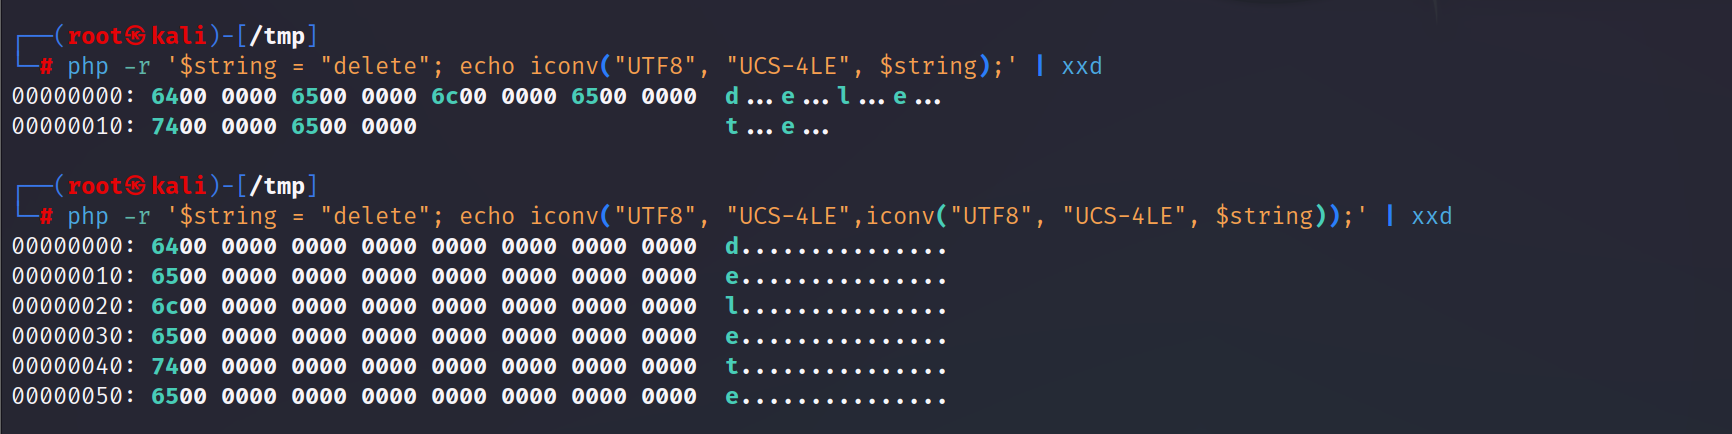 ┌──(root㉿kali)-[/tmp]
└─# php -r '$string = "delete"; echo iconv("UTF8", "UCS-4LE", $string);' | xxd
00000000: 6400 0000 6500 0000 6c00 0000 6500 0000  d...e...l...e...
00000010: 7400 0000 6500 0000                      t...e...
┌──(root㉿kali)-[/tmp]
└─# php -r '$string = "delete"; echo iconv("UTF8", "UCS-4LE",iconv("UTF8", "UCS-4LE", $string));' | xxd
00000000: 6400 0000 0000 0000 0000 0000 0000 0000  d...............
00000010: 6500 0000 0000 0000 0000 0000 0000 0000  e...............
00000020: 6c00 0000 0000 0000 0000 0000 0000 0000  l...............
00000030: 6500 0000 0000 0000 0000 0000 0000 0000  e...............
00000040: 7400 0000 0000 0000 0000 0000 0000 0000  t...............
00000050: 6500 0000 0000 0000 0000 0000 0000 0000  e...............